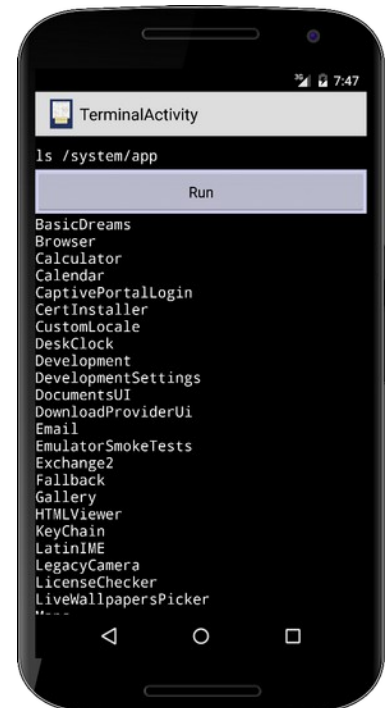 3G 7:47
TerminalActivity
ls /system/app
Run
BasicDreams
Browser
Calculator
Calendar
CaptivePortalLogin
CertInstaller
CustomLocale
DeskClock
Development
DevelopmentSettings
DocumentsUI
DownloadProviderUi
Email
EmulatorSmokeTests
Exchange2
Fallback
Gallery
HTMLViewer
KeyChain
LatinIME
LegacyCamera
LicenseChecker
LiveWallpapersPicker